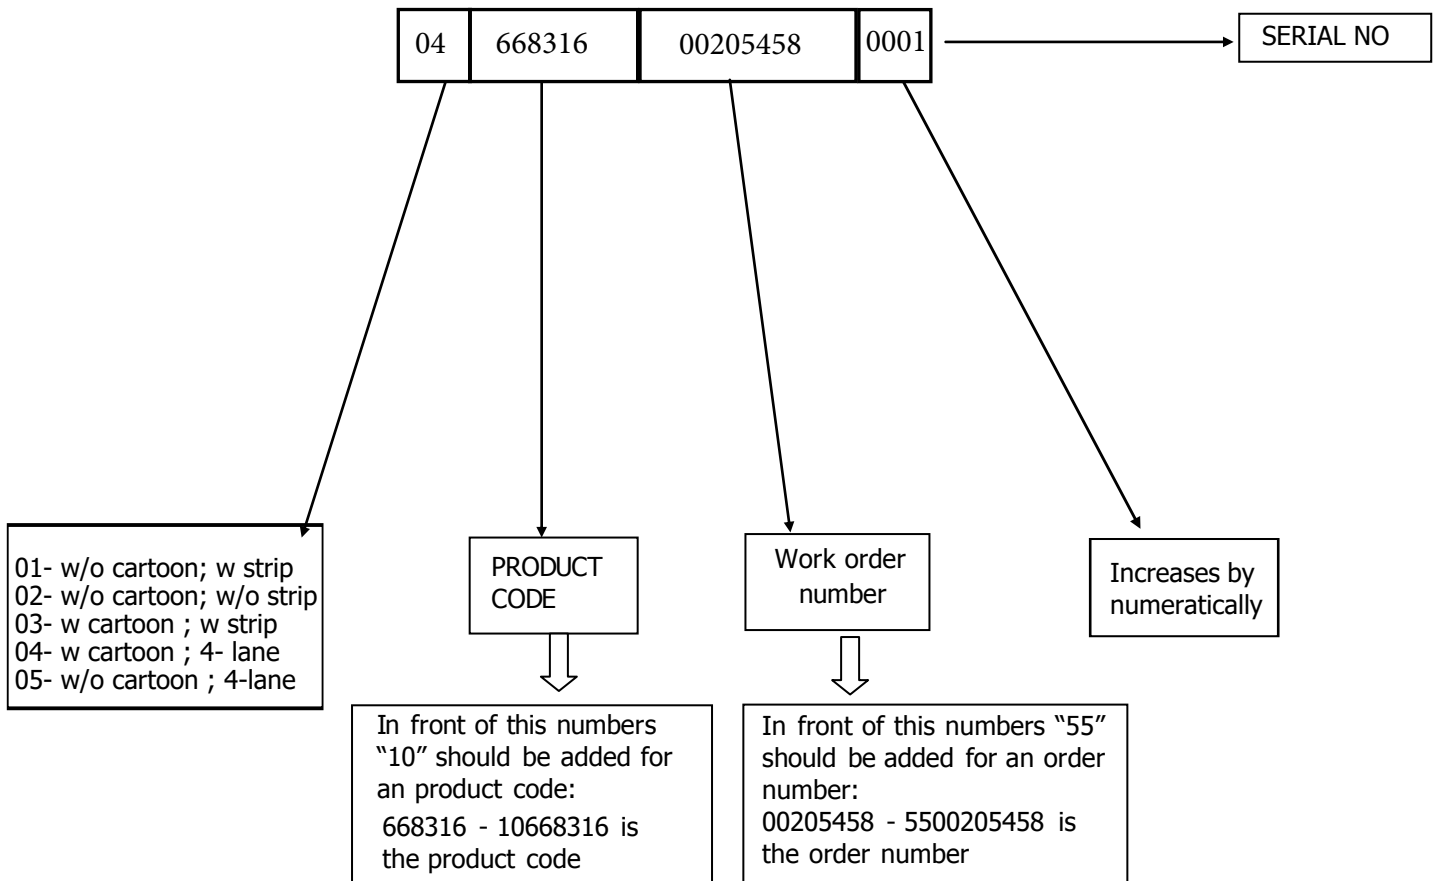 04 668316 00205458 0001
SERIAL NO
01- w/o cartoon; w strip
02- w/o cartoon; w/o strip
03- w cartoon ; w strip
04- w cartoon ; 4- lane
05- w/o cartoon ; 4-lane
PRODUCT
CODE
Work order
number
Increases by
numeratically
In front of this numbers
“10” should be added for
an product code:
668316 - 10668316 is
the product code
In front of this numbers “55”
should be added for an order
number:
00205458 - 5500205458 is
the order number